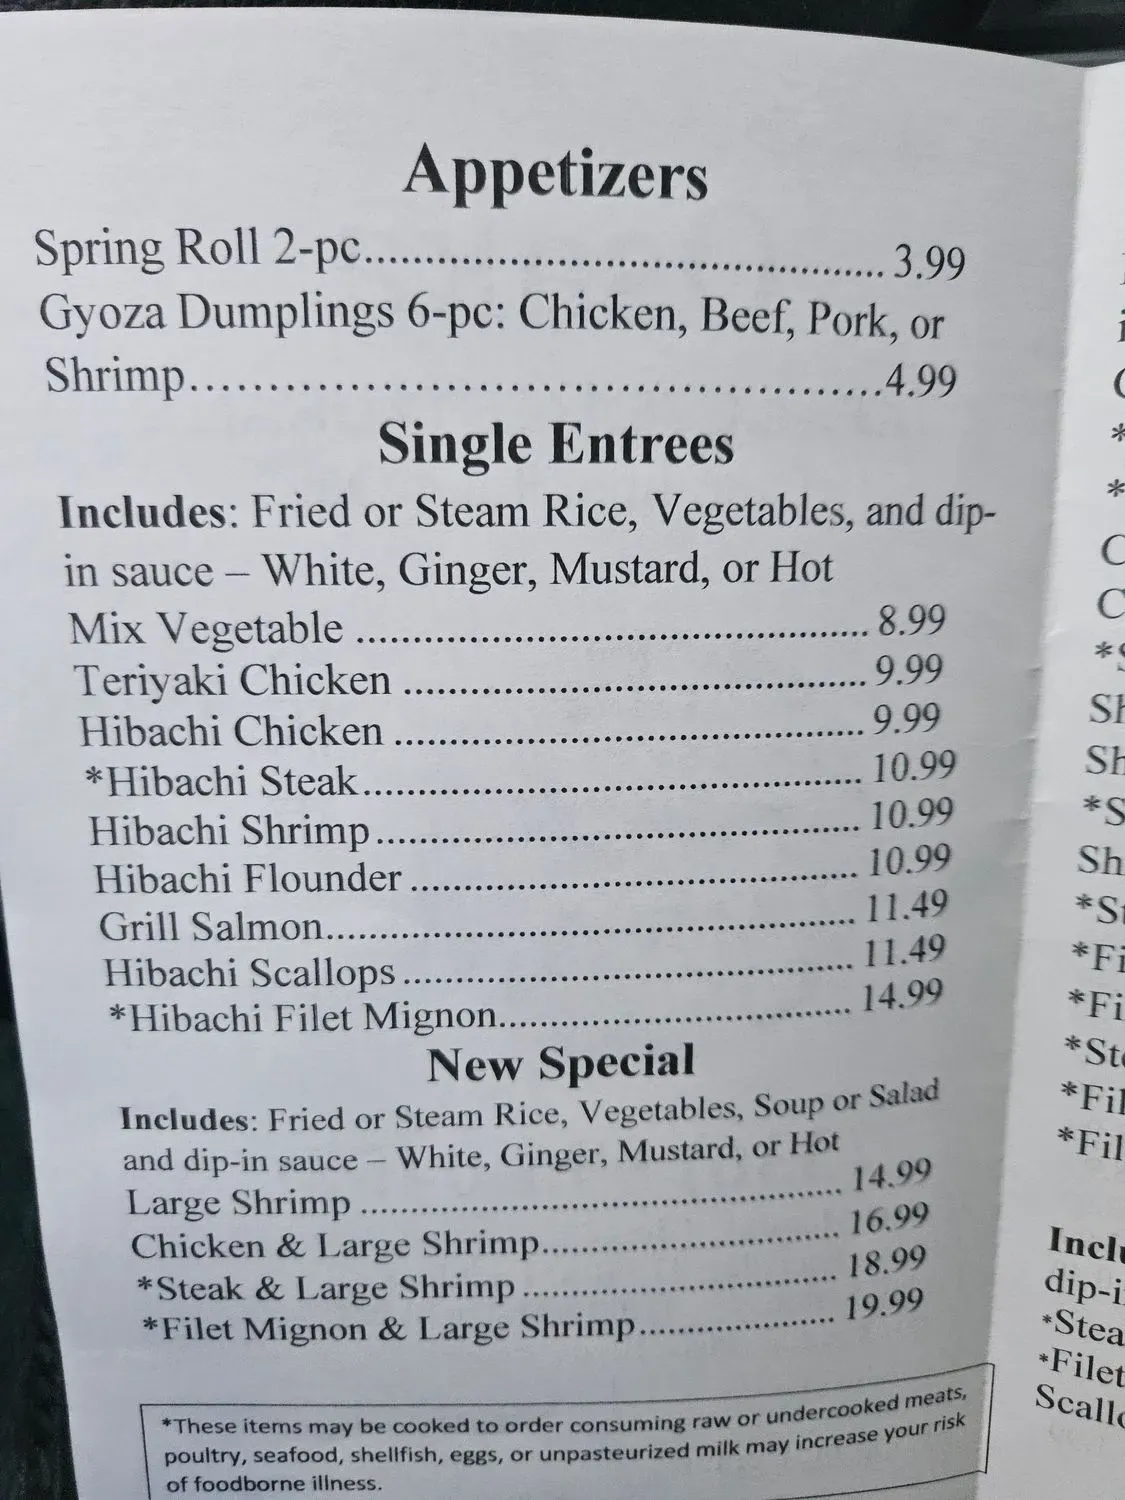 Appetizers
Spring Roll 2-pc.................................................. 3.99
Gyoza Dumplings 6-pc: Chicken, Beef, Pork, or
Shrimp.......................................4.99
Single Entrees
Includes: Fried or Steam Rice, Vegetables, and dip-
in sauce – White, Ginger, Mustard, or Hot
Mix Vegetable .................................................. 8.99
Teriyaki Chicken ............................................. 9.99
Hibachi Chicken .............................................. 9.99
*Hibachi Steak.................................................. 10.99
Hibachi Shrimp................................................. 10.99
Hibachi Flounder.............................................. 10.99
Grill Salmon...................................................... 11.49
Hibachi Scallops............................................... 11.49
*Hibachi Filet Mignon...................................... 14.99
New Special
Includes: Fried or Steam Rice, Vegetables, Soup or Salad
and dip-in sauce – White, Ginger, Mustard, or Hot
Large Shrimp .................................................... 14.99
Chicken & Large Shrimp.................................. 16.99
*Steak & Large Shrimp .................................... 18.99
*Filet Mignon & Large Shrimp....................... 19.99
*These items may be cooked to order consuming raw or undercooked meats,
poultry, seafood, shellfish, eggs, or unpasteurized milk may increase your risk
of foodborne illness.